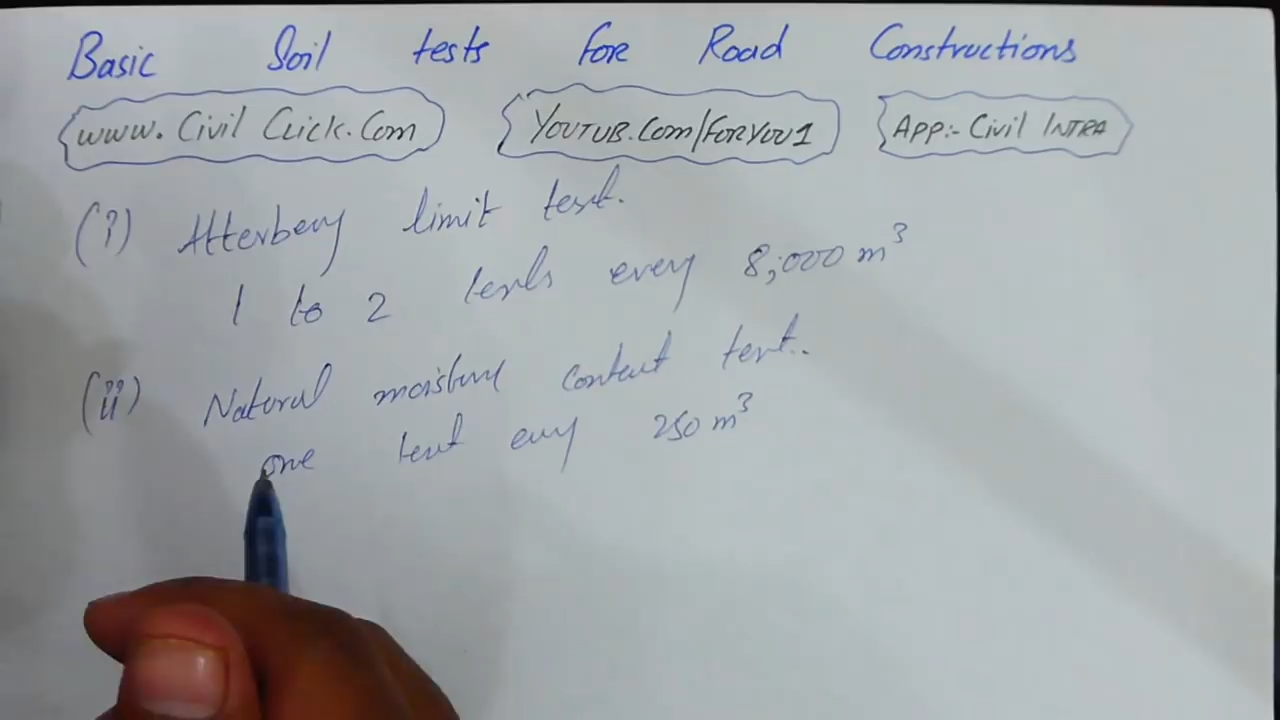 Basic Soil tests for Road Constructions
www. Civil Click.Com YOUTUB.Com/FORYOU1 APP:- Civil INTRA
(i) Atterberg limit test.
1 to 2 tests every 8,000 m³
(ii) Natural moisture content test..
one test every 250 m³